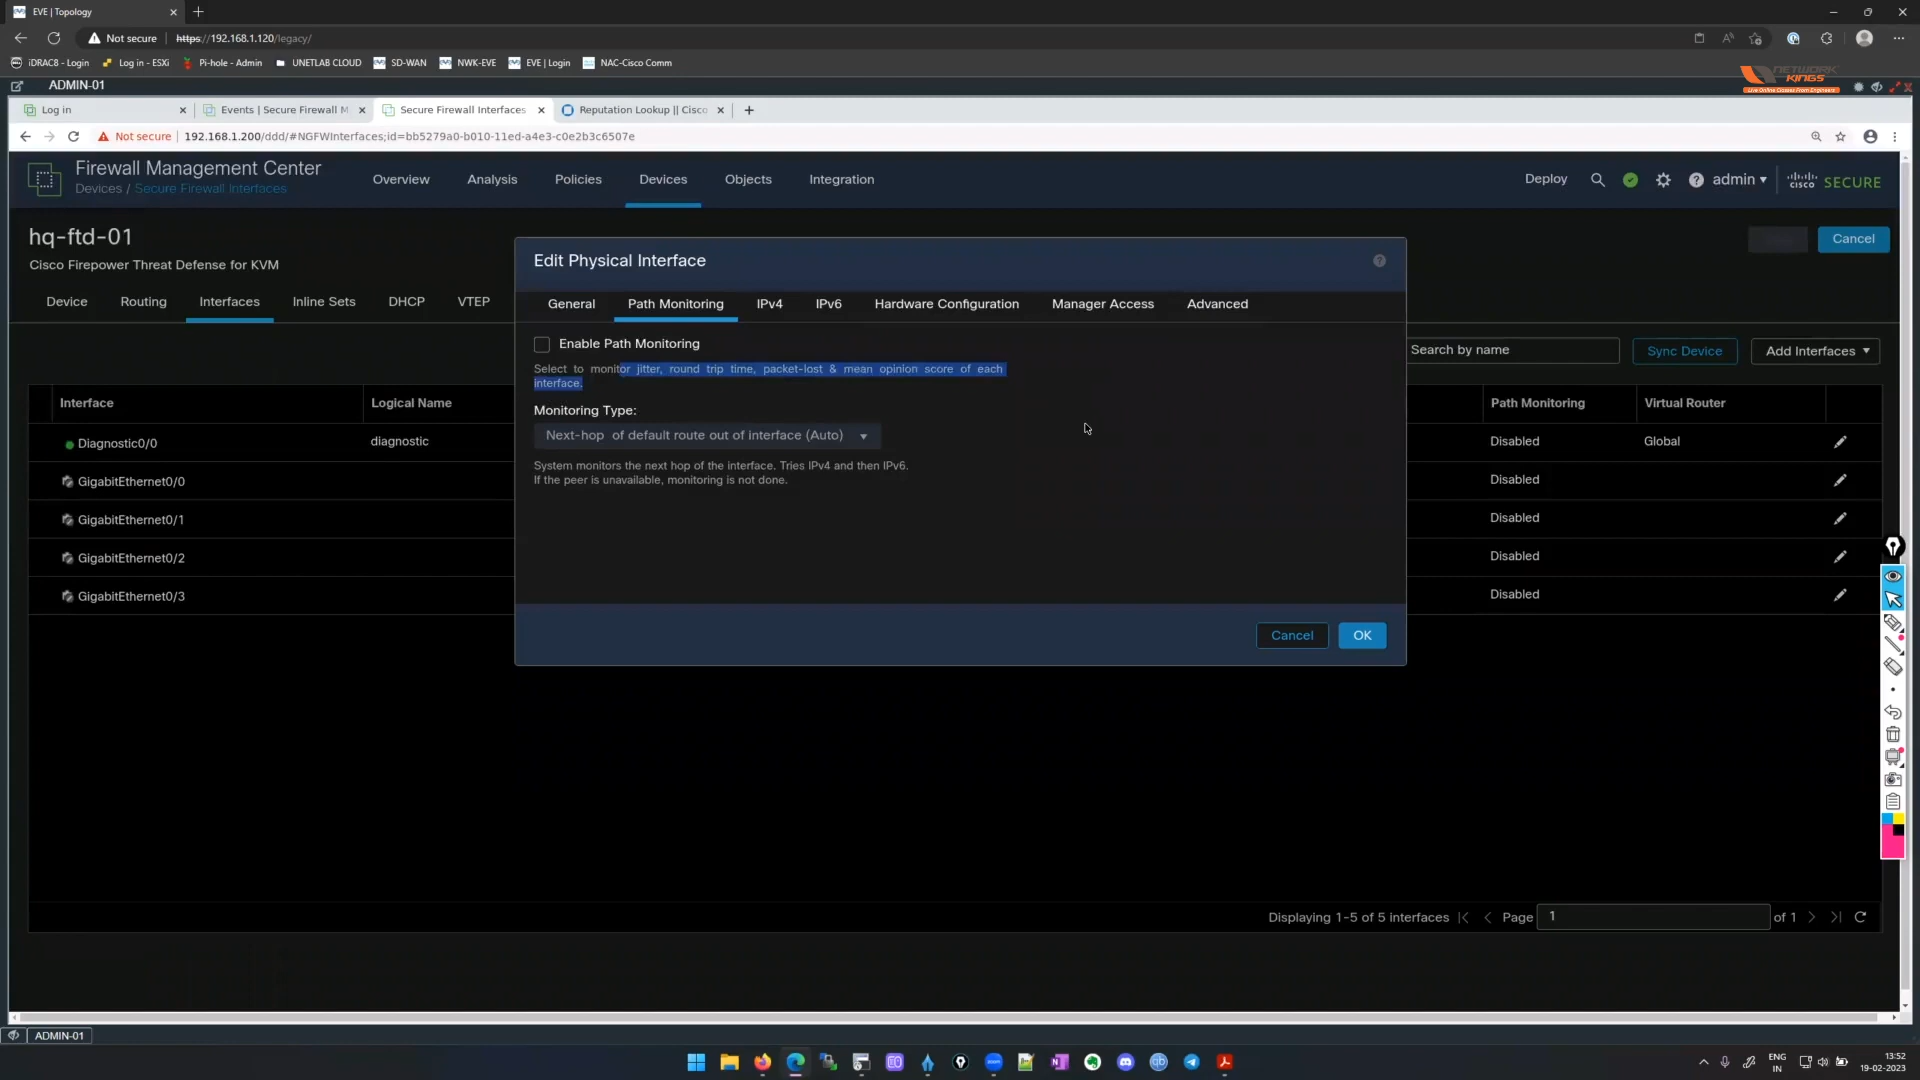 EVE | Topology
Not secure https://192.168.1.120/legacy/
iDRAC8 - Login Log in - ESXi Pi-hole - Admin UNETLAB CLOUD SD-WAN NWK-EVE EVE | Login NAC-Cisco Comm
ADMIN-01
NETWORK KINGS
Live Online Classes From Engineers
Log in Events | Secure Firewall M Secure Firewall Interfaces Reputation Lookup || Cisco
Not secure 192.168.1.200/ddd/#NGFWInterfaces;id=bb5279a0-b010-11ed-a4e3-c0e2b3c6507e
Firewall Management Center
Devices / Secure Firewall Interfaces
Overview Analysis Policies Devices Objects Integration Deploy admin cisco SECURE
hq-ftd-01
Cancel
Cisco Firepower Threat Defense for KVM
Device Routing Interfaces Inline Sets DHCP VTEP
Edit Physical Interface
General Path Monitoring IPv4 IPv6 Hardware Configuration Manager Access Advanced
Enable Path Monitoring
Select to monitor jitter, round trip time, packet-lost & mean opinion score of each
interface.
Monitoring Type:
Next-hop of default route out of interface (Auto)
System monitors the next hop of the interface. Tries IPv4 and then IPv6.
If the peer is unavailable, monitoring is not done.
Cancel OK
Search by name Sync Device Add Interfaces
Interface Logical Name Path Monitoring Virtual Router
Diagnostic0/0 diagnostic Disabled Global
GigabitEthernet0/0 Disabled
GigabitEthernet0/1 Disabled
GigabitEthernet0/2 Disabled
GigabitEthernet0/3 Disabled
Displaying 1-5 of 5 interfaces Page 1 of 1
ADMIN-01
ENG
IN
13:52
19-02-2023